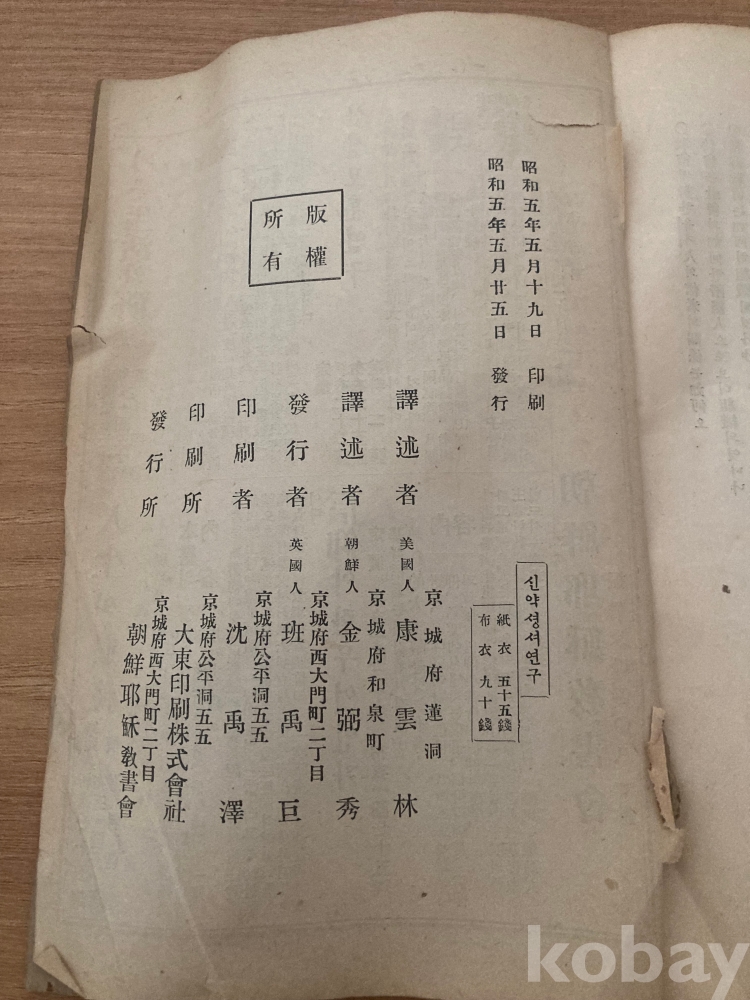 昭和五年五月十九日 印刷
昭和五年五月廿五日 發行
신약셩셔연구
紙衣 五十五錢
布衣 九十錢
版權
所有
京城府蓮洞
譯述者 美國人 康雲林
京城府和泉町
譯述者 朝鮮人 金弼秀
京城府西大門町二丁目
發行者 英國人 班禹巨
京城府公平洞五五
印刷者 沈禹澤
京城府公平洞五五
印刷所 大東印刷株式會社
京城府西大門町二丁目
發行所 朝鮮耶穌敎書會
kobay